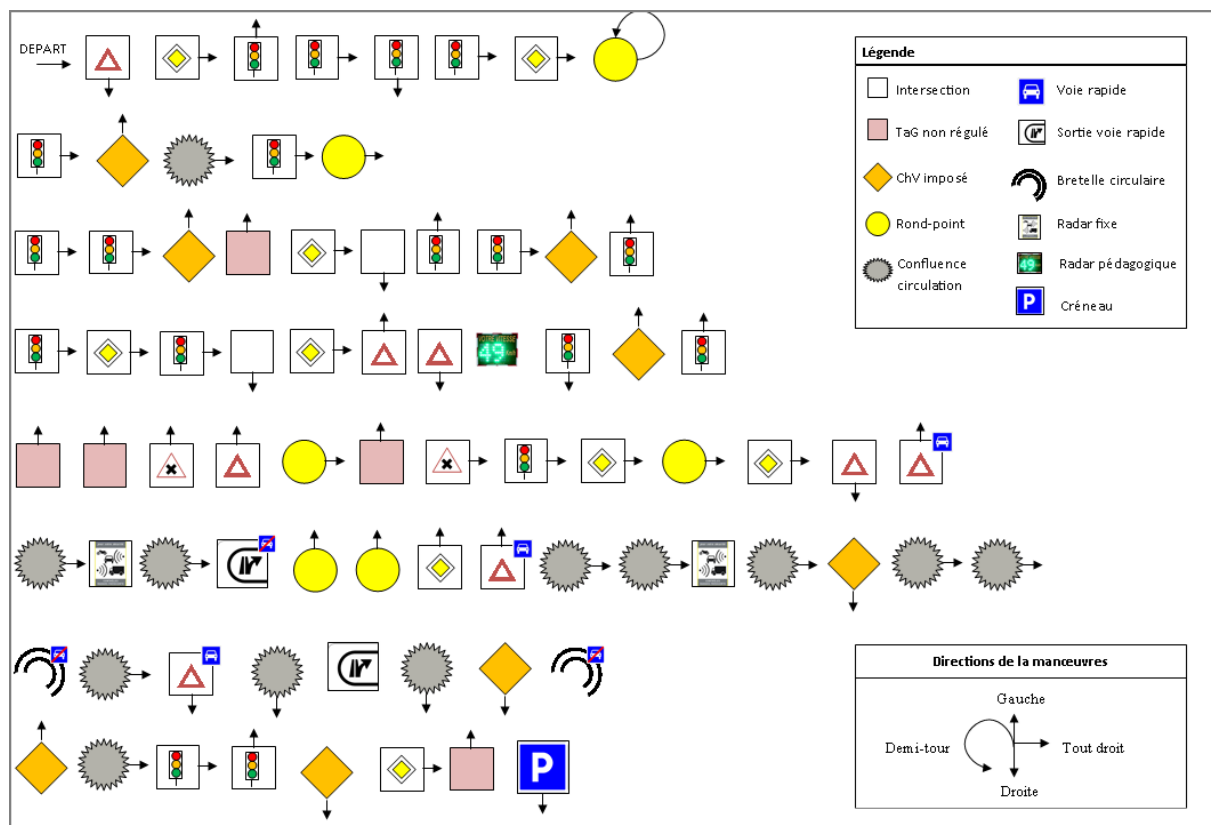 DEPART
Légende
Intersection
Voie rapide
TaG non régulé
Sortie voie rapide
ChV imposé
Bretelle circulaire
Rond-point
Radar fixe
Confluence
circulation
Radar pédagogique
Créneau
P
49
49
Directions de la manœuvres
Gauche
Demi-tour
Tout droit
Droite
P